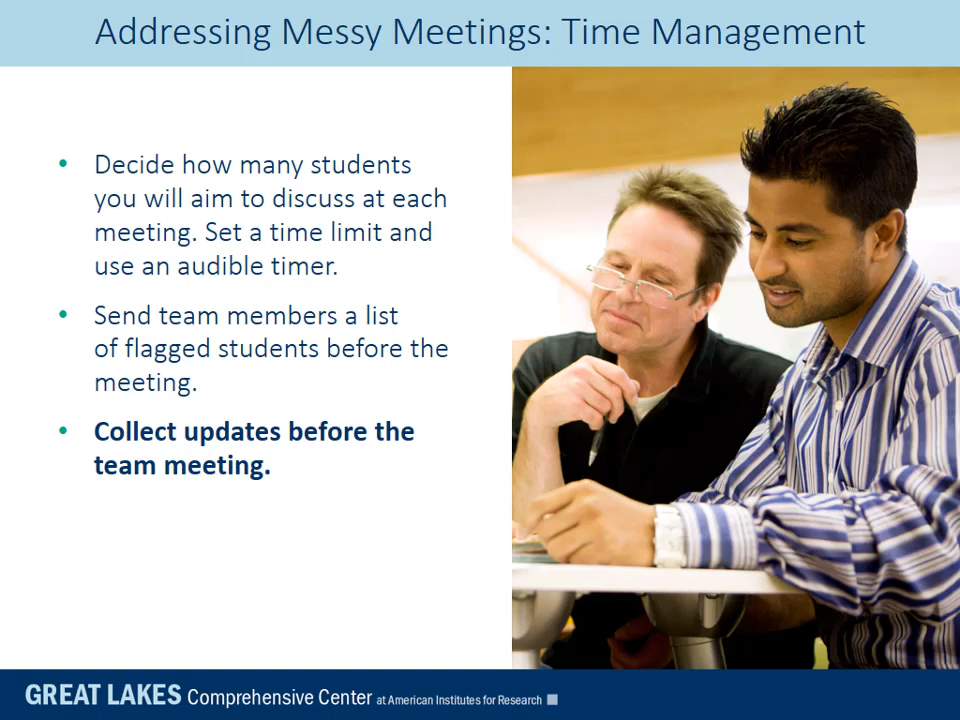 Addressing Messy Meetings: Time Management
• Decide how many students
you will aim to discuss at each
meeting. Set a time limit and
use an audible timer.
• Send team members a list
of flagged students before the
meeting.
• Collect updates before the
team meeting.
GREAT LAKES Comprehensive Center at American Institutes for Research